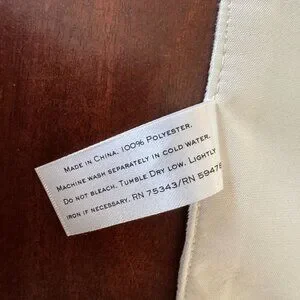 MADE IN CHINA. 100% POLYESTER.
MACHINE WASH SEPARATELY IN COLD WATER.
DO NOT BLEACH. TUMBLE DRY LOW. LIGHTLY
IRON IF NECESSARY. RN 75343/RN 59476